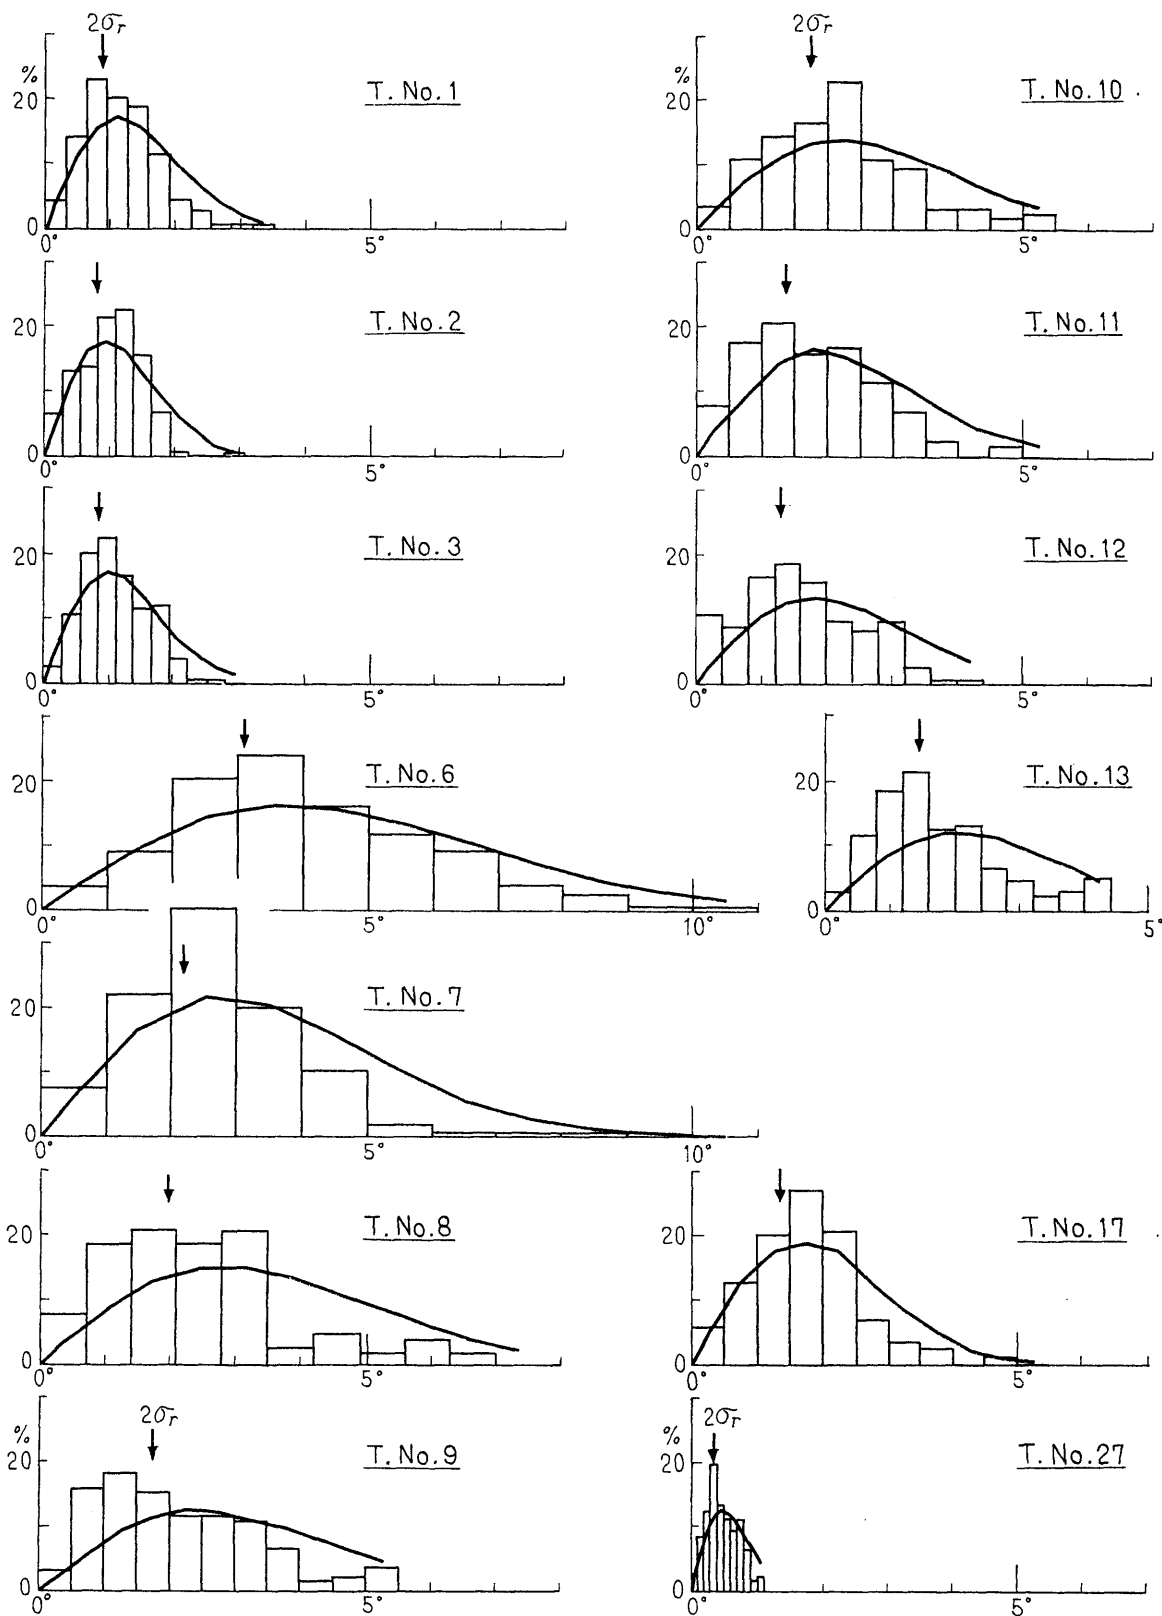 2σr
%
20
0
0° 5°
T. No. 1
2σr
%
20
0
0° 5°
T. No. 10
20
0
0° 5°
T. No. 2
20
0
0° 5°
T. No. 11
20
0
0° 5°
T. No. 3
20
0
0° 5°
T. No. 12
20
0
0° 5° 10°
T. No. 6
20
0
0° 5°
T. No. 13
20
0
0° 5° 10°
T. No. 7
20
0
0° 5°
T. No. 8
20
0
0° 5°
T. No. 17
2σr
%
20
0
0° 5°
T. No. 9
2σr
%
20
0
0° 5°
T. No. 27